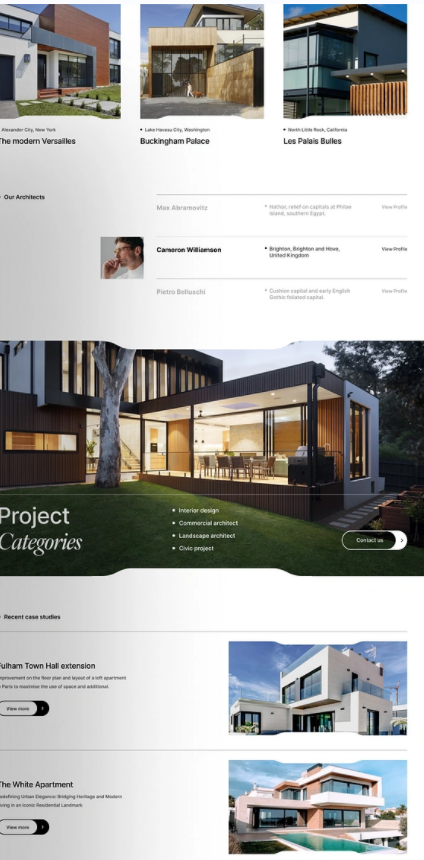 Alexander City, New York
The modern Versailles
Lake Havasu City, Washington
Buckingham Palace
North Little Rock, California
Les Palais Bulles
Our Architects
Max Abramovitz
Hathor, relief on capitals at Philae
Island, southern Egypt.
View Profile
Cameron Williamson
Brighton, Brighton and Hove,
United Kingdom
View Profile
Pietro Belluschi
Cushion capital and early English
Gothic foliated capital
View Profile
Project
Categories
Interior design
Commercial architect
Landscape architect
Civic project
Contact us
Recent case studies
Fulham Town Hall extension
improvement on the floor plan and layout of a loft apartment
Paris to maximise the use of space and additional.
View more
The White Apartment
Redefining Urban Elegance: Bridging Heritage and Modern
Living in an Iconic Residential Landmark
View more